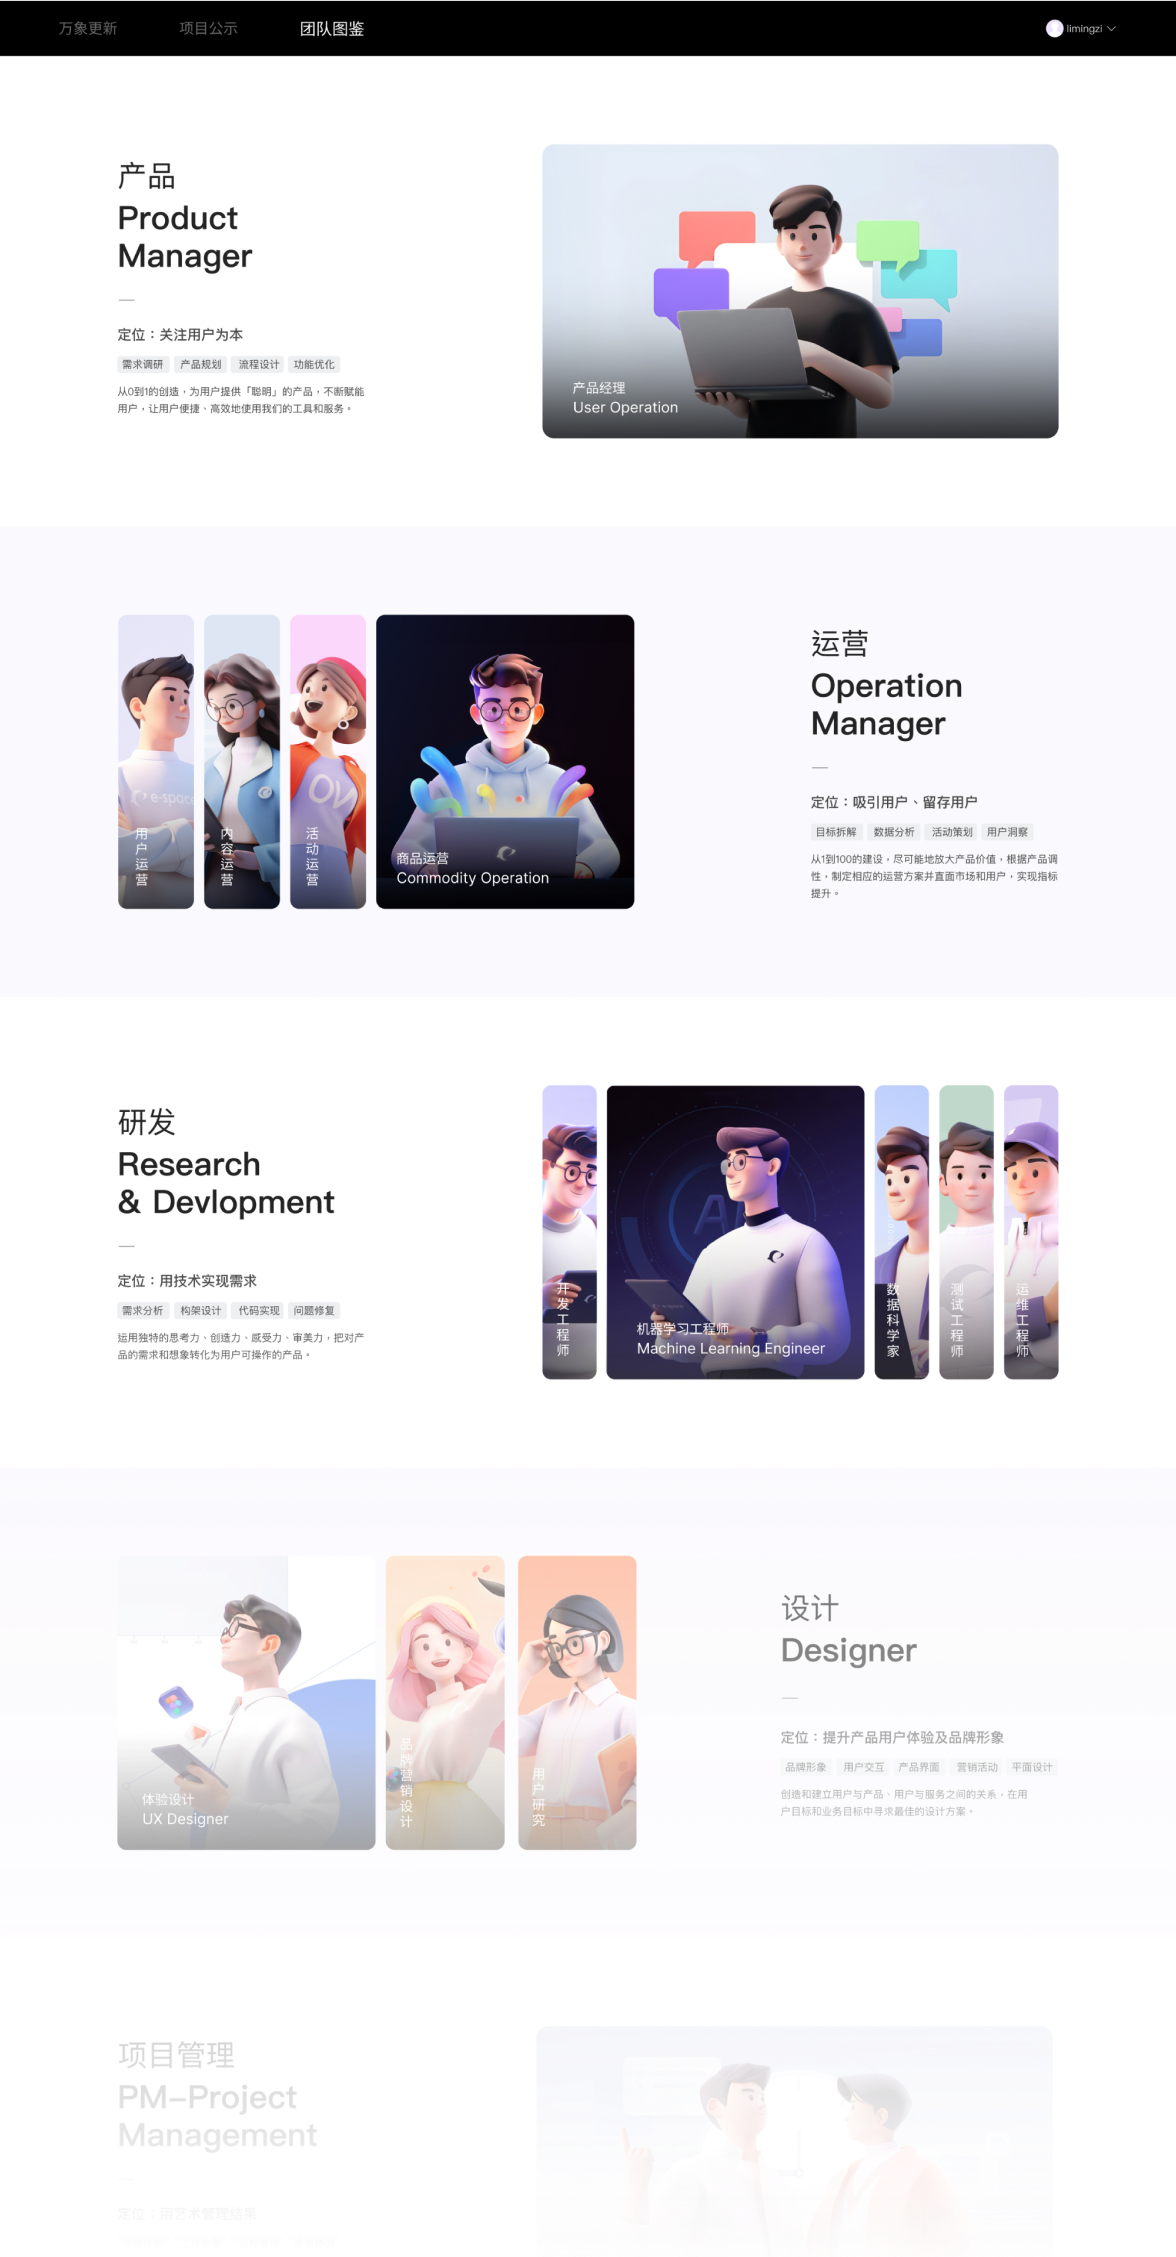 万象更新
项目公示
团队图鉴
limingzi
产品
Product
Manager
定位：关注用户为本
需求调研 产品规划 流程设计 功能优化
从0到1的创造，为用户提供「聪明」的产品，不断赋能
用户，让用户便捷、高效地使用我们的工具和服务。
产品经理
User Operation
e-space
用户运营
内容运营
OV
活动运营
商品运营
Commodity Operation
运营
Operation
Manager
定位：吸引用户、留存用户
目标拆解 数据分析 活动策划 用户洞察
从1到100的建设，尽可能地放大产品价值，根据产品调
性，制定相应的运营方案并直面市场和用户，实现指标
提升。
研发
Research
& Devlopment
定位：用技术实现需求
需求分析 构架设计 代码实现 问题修复
运用独特的思考力、创造力、感受力、审美力，把对产
品的需求和想象转化为用户可操作的产品。
开发工程师
AI
机器学习工程师
Machine Learning Engineer
数据科学家
测试工程师
运维工程师
体验设计
UX Designer
品牌营销设计
用户研究
设计
Designer
定位：提升产品用户体验及品牌形象
品牌形象 用户交互 产品界面 营销活动 平面设计
创造和建立用户与产品、用户与服务之间的关系，在用
户目标和业务目标中寻求最佳的设计方案。
项目管理
PM–Project
Management
定位：用艺术管理结果